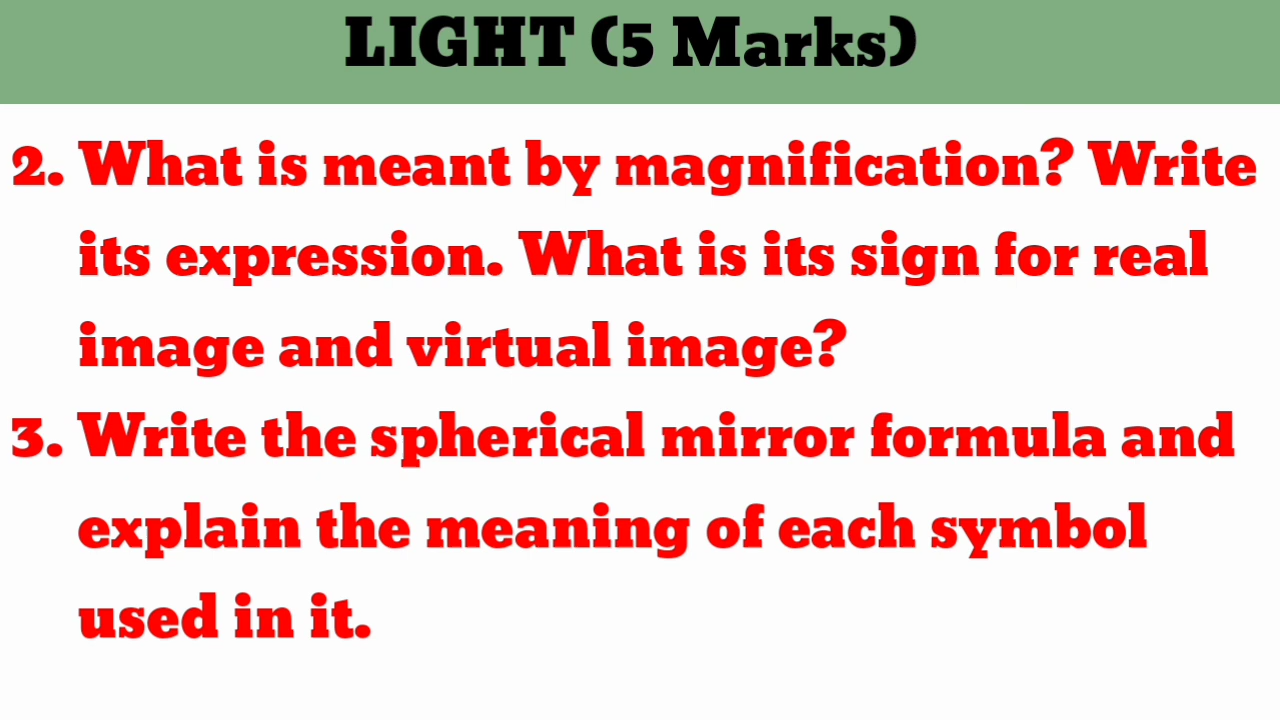 LIGHT (5 Marks)
2. What is meant by magnification? Write
its expression. What is its sign for real
image and virtual image?
3. Write the spherical mirror formula and
explain the meaning of each symbol
used in it.